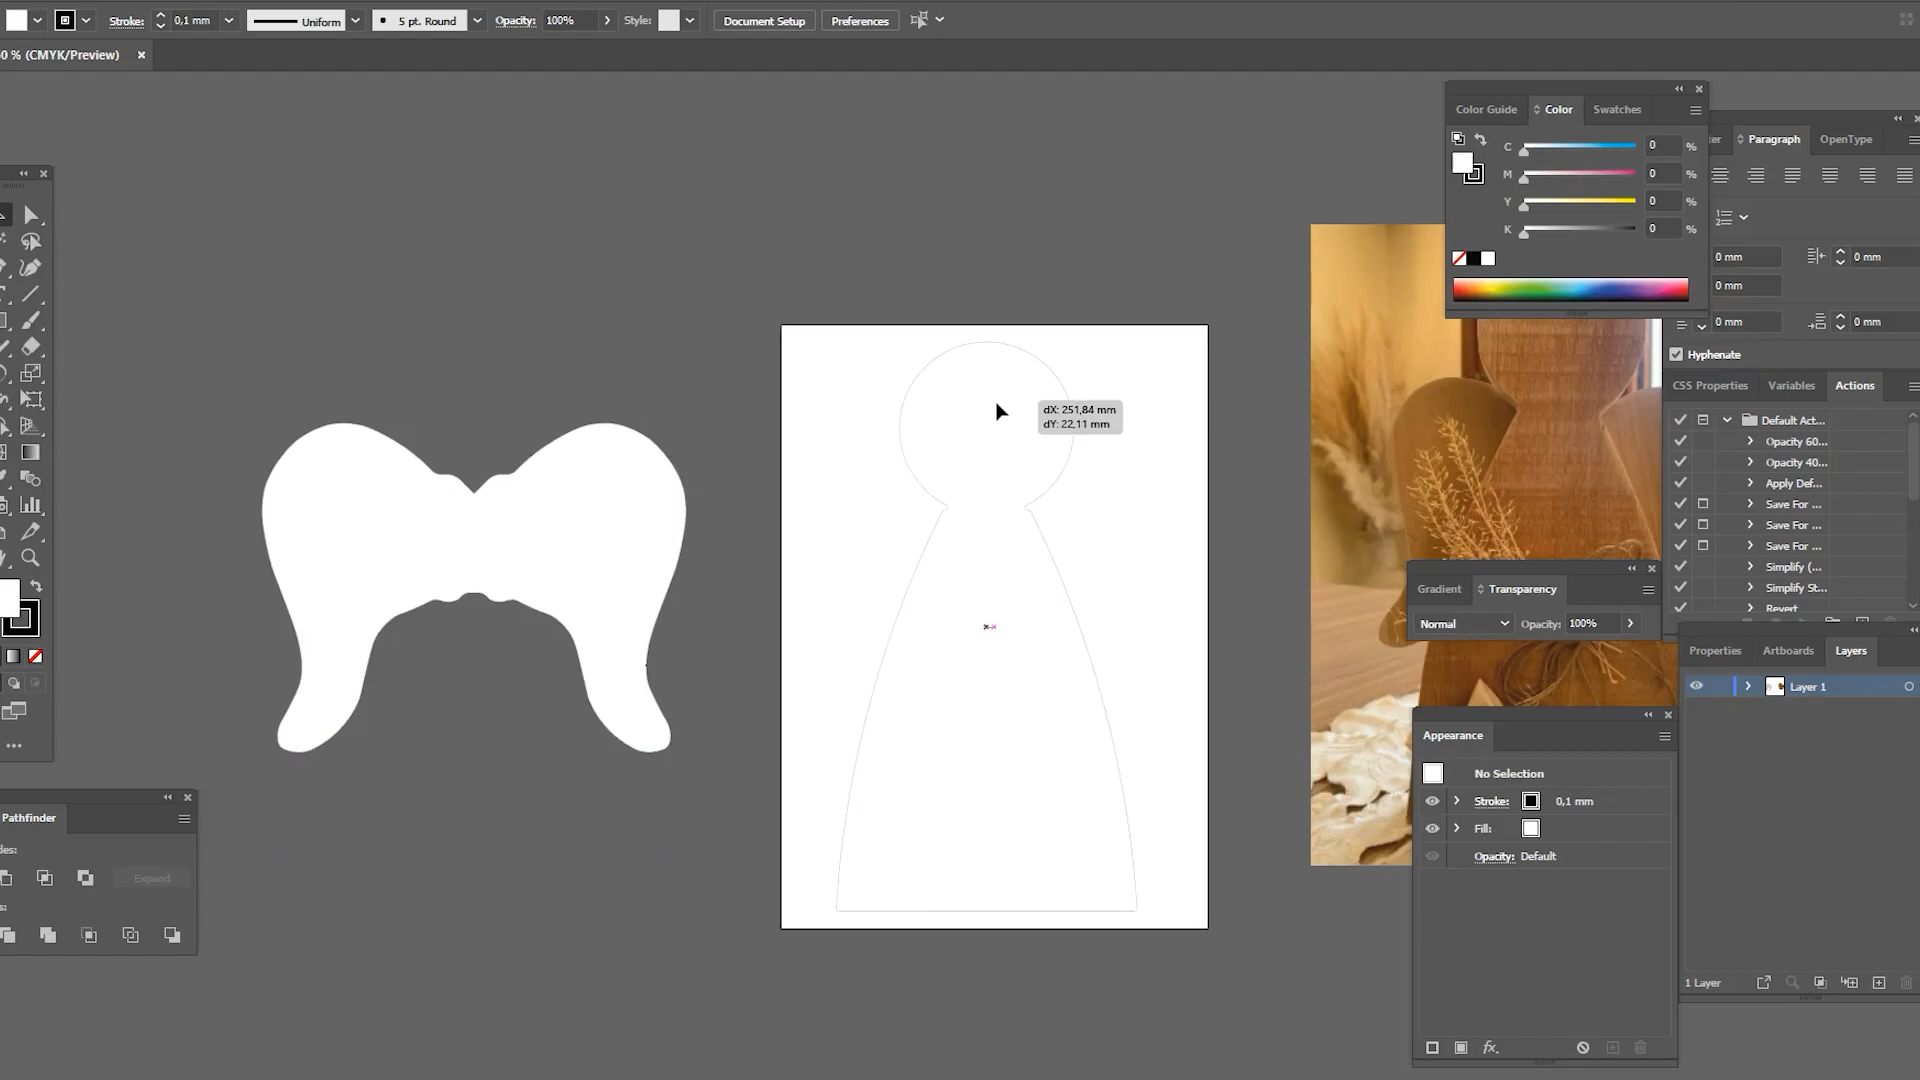 Stroke: 0,1 mm Uniform 5 pt. Round Opacity: 100% Style: Document Setup Preferences
0 % (CMYK/Preview)
Color Guide Color Swatches
C 0 %
M 0 %
Y 0 %
K 0 %
ter Paragraph OpenType
0 mm 0 mm
0 mm
0 mm 0 mm
Hyphenate
CSS Properties Variables Actions
Default Act...
Opacity 60...
Opacity 40...
Apply Def...
Save For ...
Save For ...
Save For ...
Simplify (...
Simplify St...
Revert
dX: 251,84 mm
dY: 22,11 mm
Gradient Transparency
Normal Opacity: 100%
Properties Artboards Layers
Layer 1
1 Layer
Appearance
No Selection
Stroke: 0,1 mm
Fill:
Opacity: Default
fx
Pathfinder
des:
Expand
s: